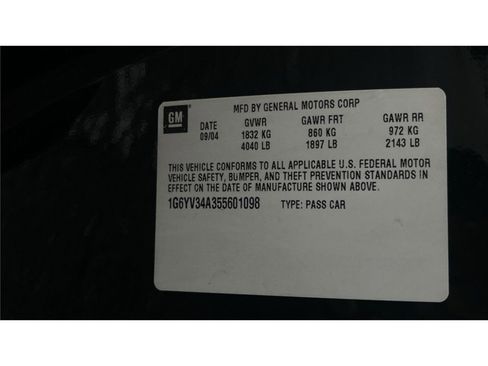 MFD BY GENERAL MOTORS CORP
GM
DATE GVWR GAWR FRT GAWR RR
09/04 1832 KG 860 KG 972 KG
4040 LB 1897 LB 2143 LB
THIS VEHICLE CONFORMS TO ALL APPLICABLE U.S. FEDERAL MOTOR
VEHICLE SAFETY, BUMPER, AND THEFT PREVENTION STANDARDS IN
EFFECT ON THE DATE OF MANUFACTURE SHOWN ABOVE.
1G6YV34A355601098 TYPE: PASS CAR